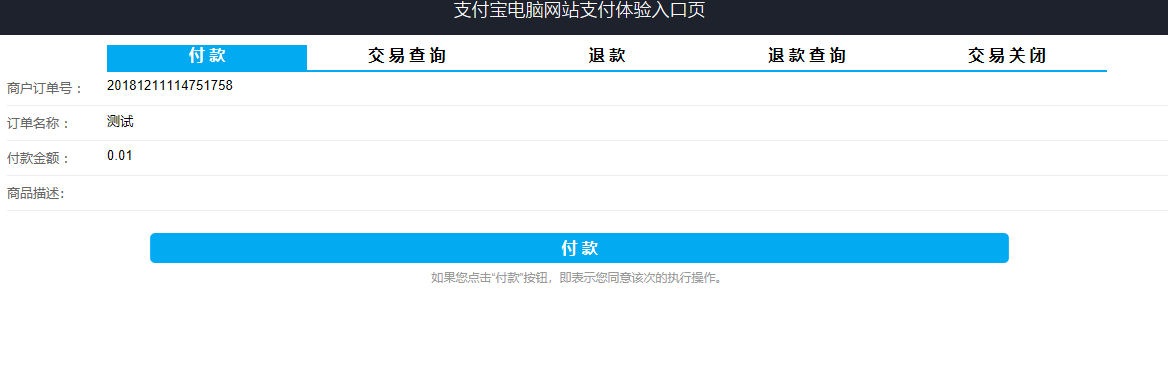 支付宝电脑网站支付体验入口页
付款 交易查询 退款 退款查询 交易关闭
商户订单号： 20181211114751758
订单名称： 测试
付款金额： 0.01
商品描述:
付款
如果您点击“付款”按钮，即表示您同意该次的执行操作。